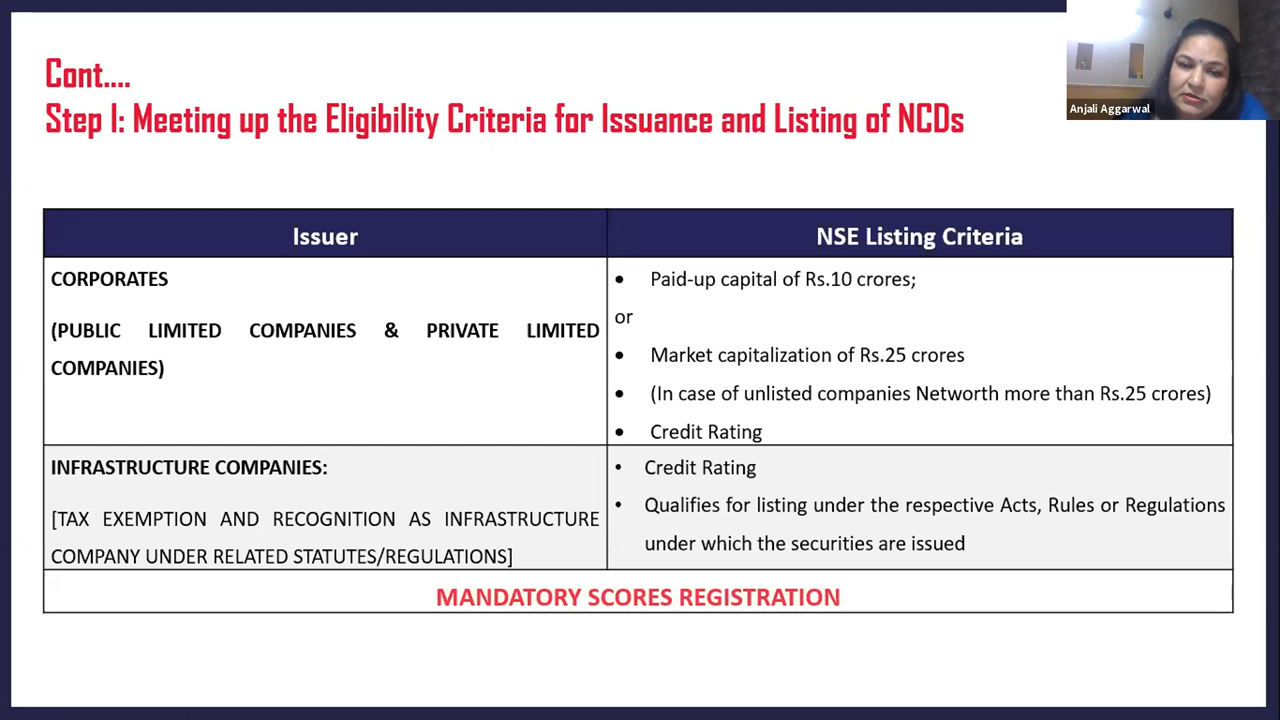 Cont....
Step I: Meeting up the Eligibility Criteria for Issuance and Listing of NCDs
Anjali Aggarwal
Issuer
NSE Listing Criteria
CORPORATES
(PUBLIC LIMITED COMPANIES & PRIVATE LIMITED
COMPANIES)
• Paid-up capital of Rs.10 crores;
or
• Market capitalization of Rs.25 crores
• (In case of unlisted companies Networth more than Rs.25 crores)
• Credit Rating
INFRASTRUCTURE COMPANIES:
[TAX EXEMPTION AND RECOGNITION AS INFRASTRUCTURE
COMPANY UNDER RELATED STATUTES/REGULATIONS]
• Credit Rating
• Qualifies for listing under the respective Acts, Rules or Regulations
under which the securities are issued
MANDATORY SCORES REGISTRATION